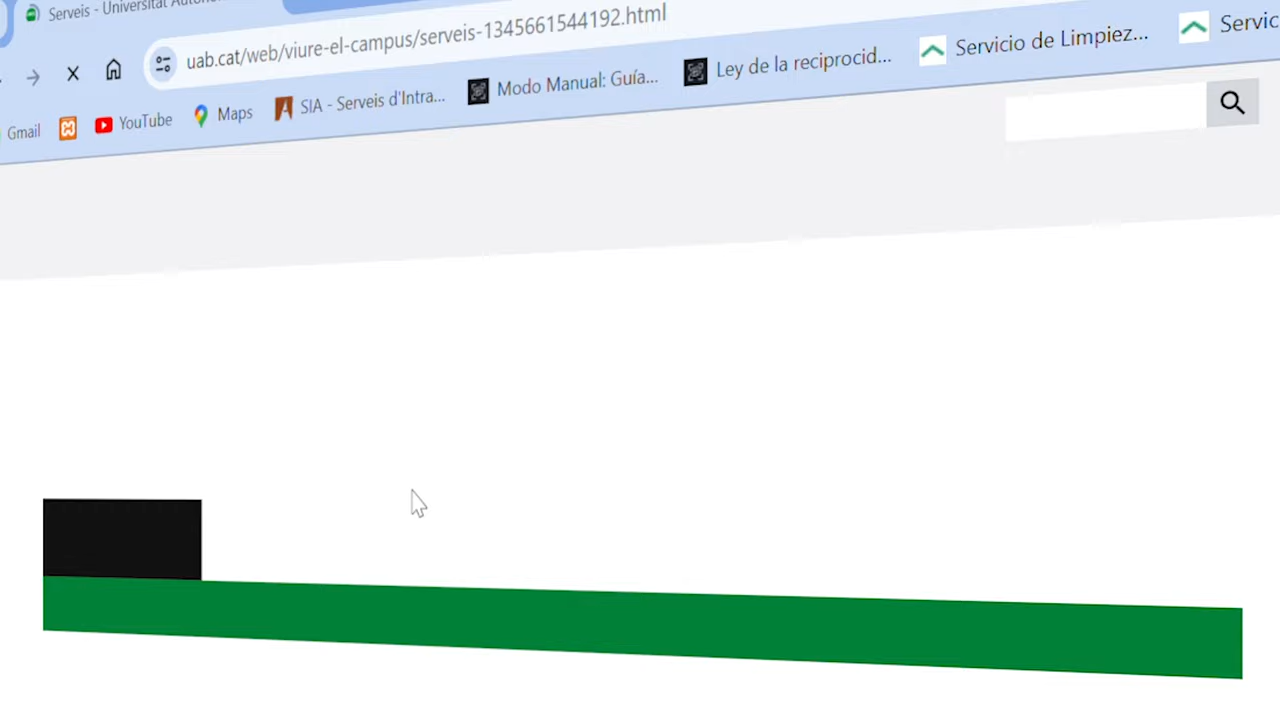 Serveis - Universitat Autòno
uab.cat/web/viure-el-campus/serveis-1345661544192.html
Gmail YouTube Maps SIA - Serveis d'Intra... Modo Manual: Guía... Ley de la reciprocid... Servicio de Limpiez... Servic